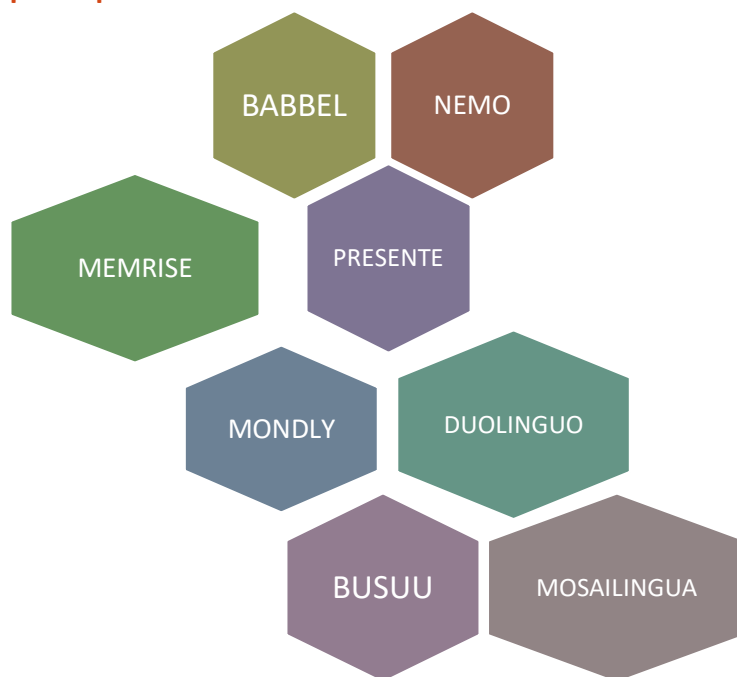 BABBEL
NEMO
MEMRISE
PRESENTE
MONDLY
DUOLINGUO
BUSUU
MOSAILINGUA